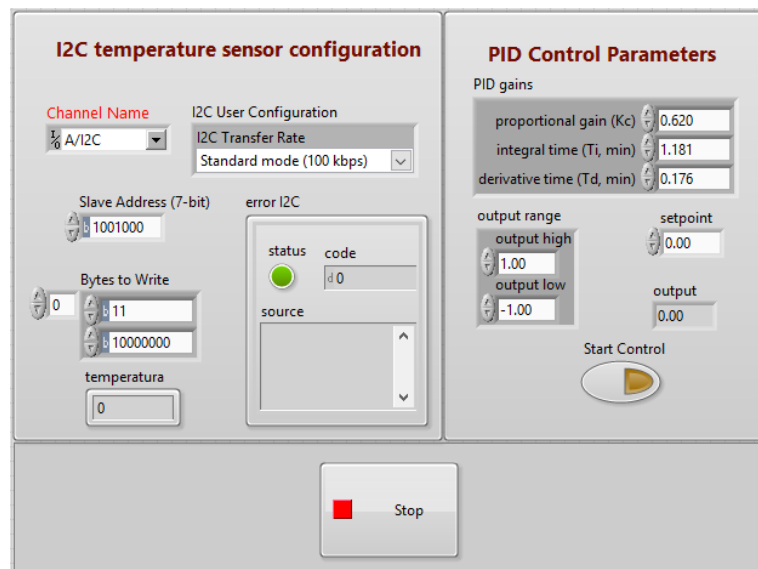 I2C temperature sensor configuration
Channel Name
I/O A/I2C
I2C User Configuration
I2C Transfer Rate
Standard mode (100 kbps)
Slave Address (7-bit)
b 1001000
Bytes to Write
0
b 11
b 10000000
temperatura
0
error I2C
status
code
d 0
source
PID Control Parameters
PID gains
proportional gain (Kc) 0.620
integral time (Ti, min) 1.181
derivative time (Td, min) 0.176
output range
output high
1.00
output low
-1.00
setpoint
0.00
output
0.00
Start Control
Stop